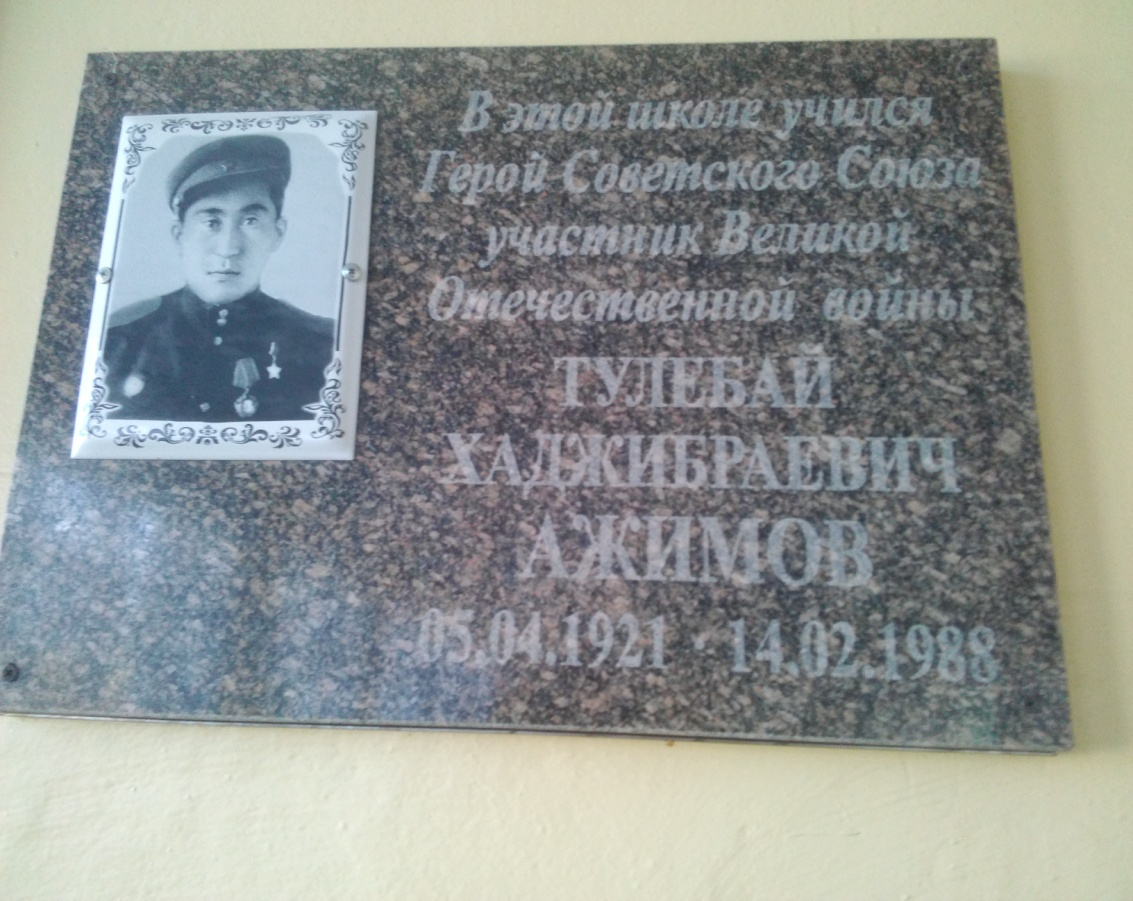 В этой школе учился
Герой Советского Союза
участник Великой
Отечественной войны
ТУЛЕБАЙ
ХАДЖИБРАЕВИЧ
АЖИМОВ
05.04.1921 - 14.02.1988